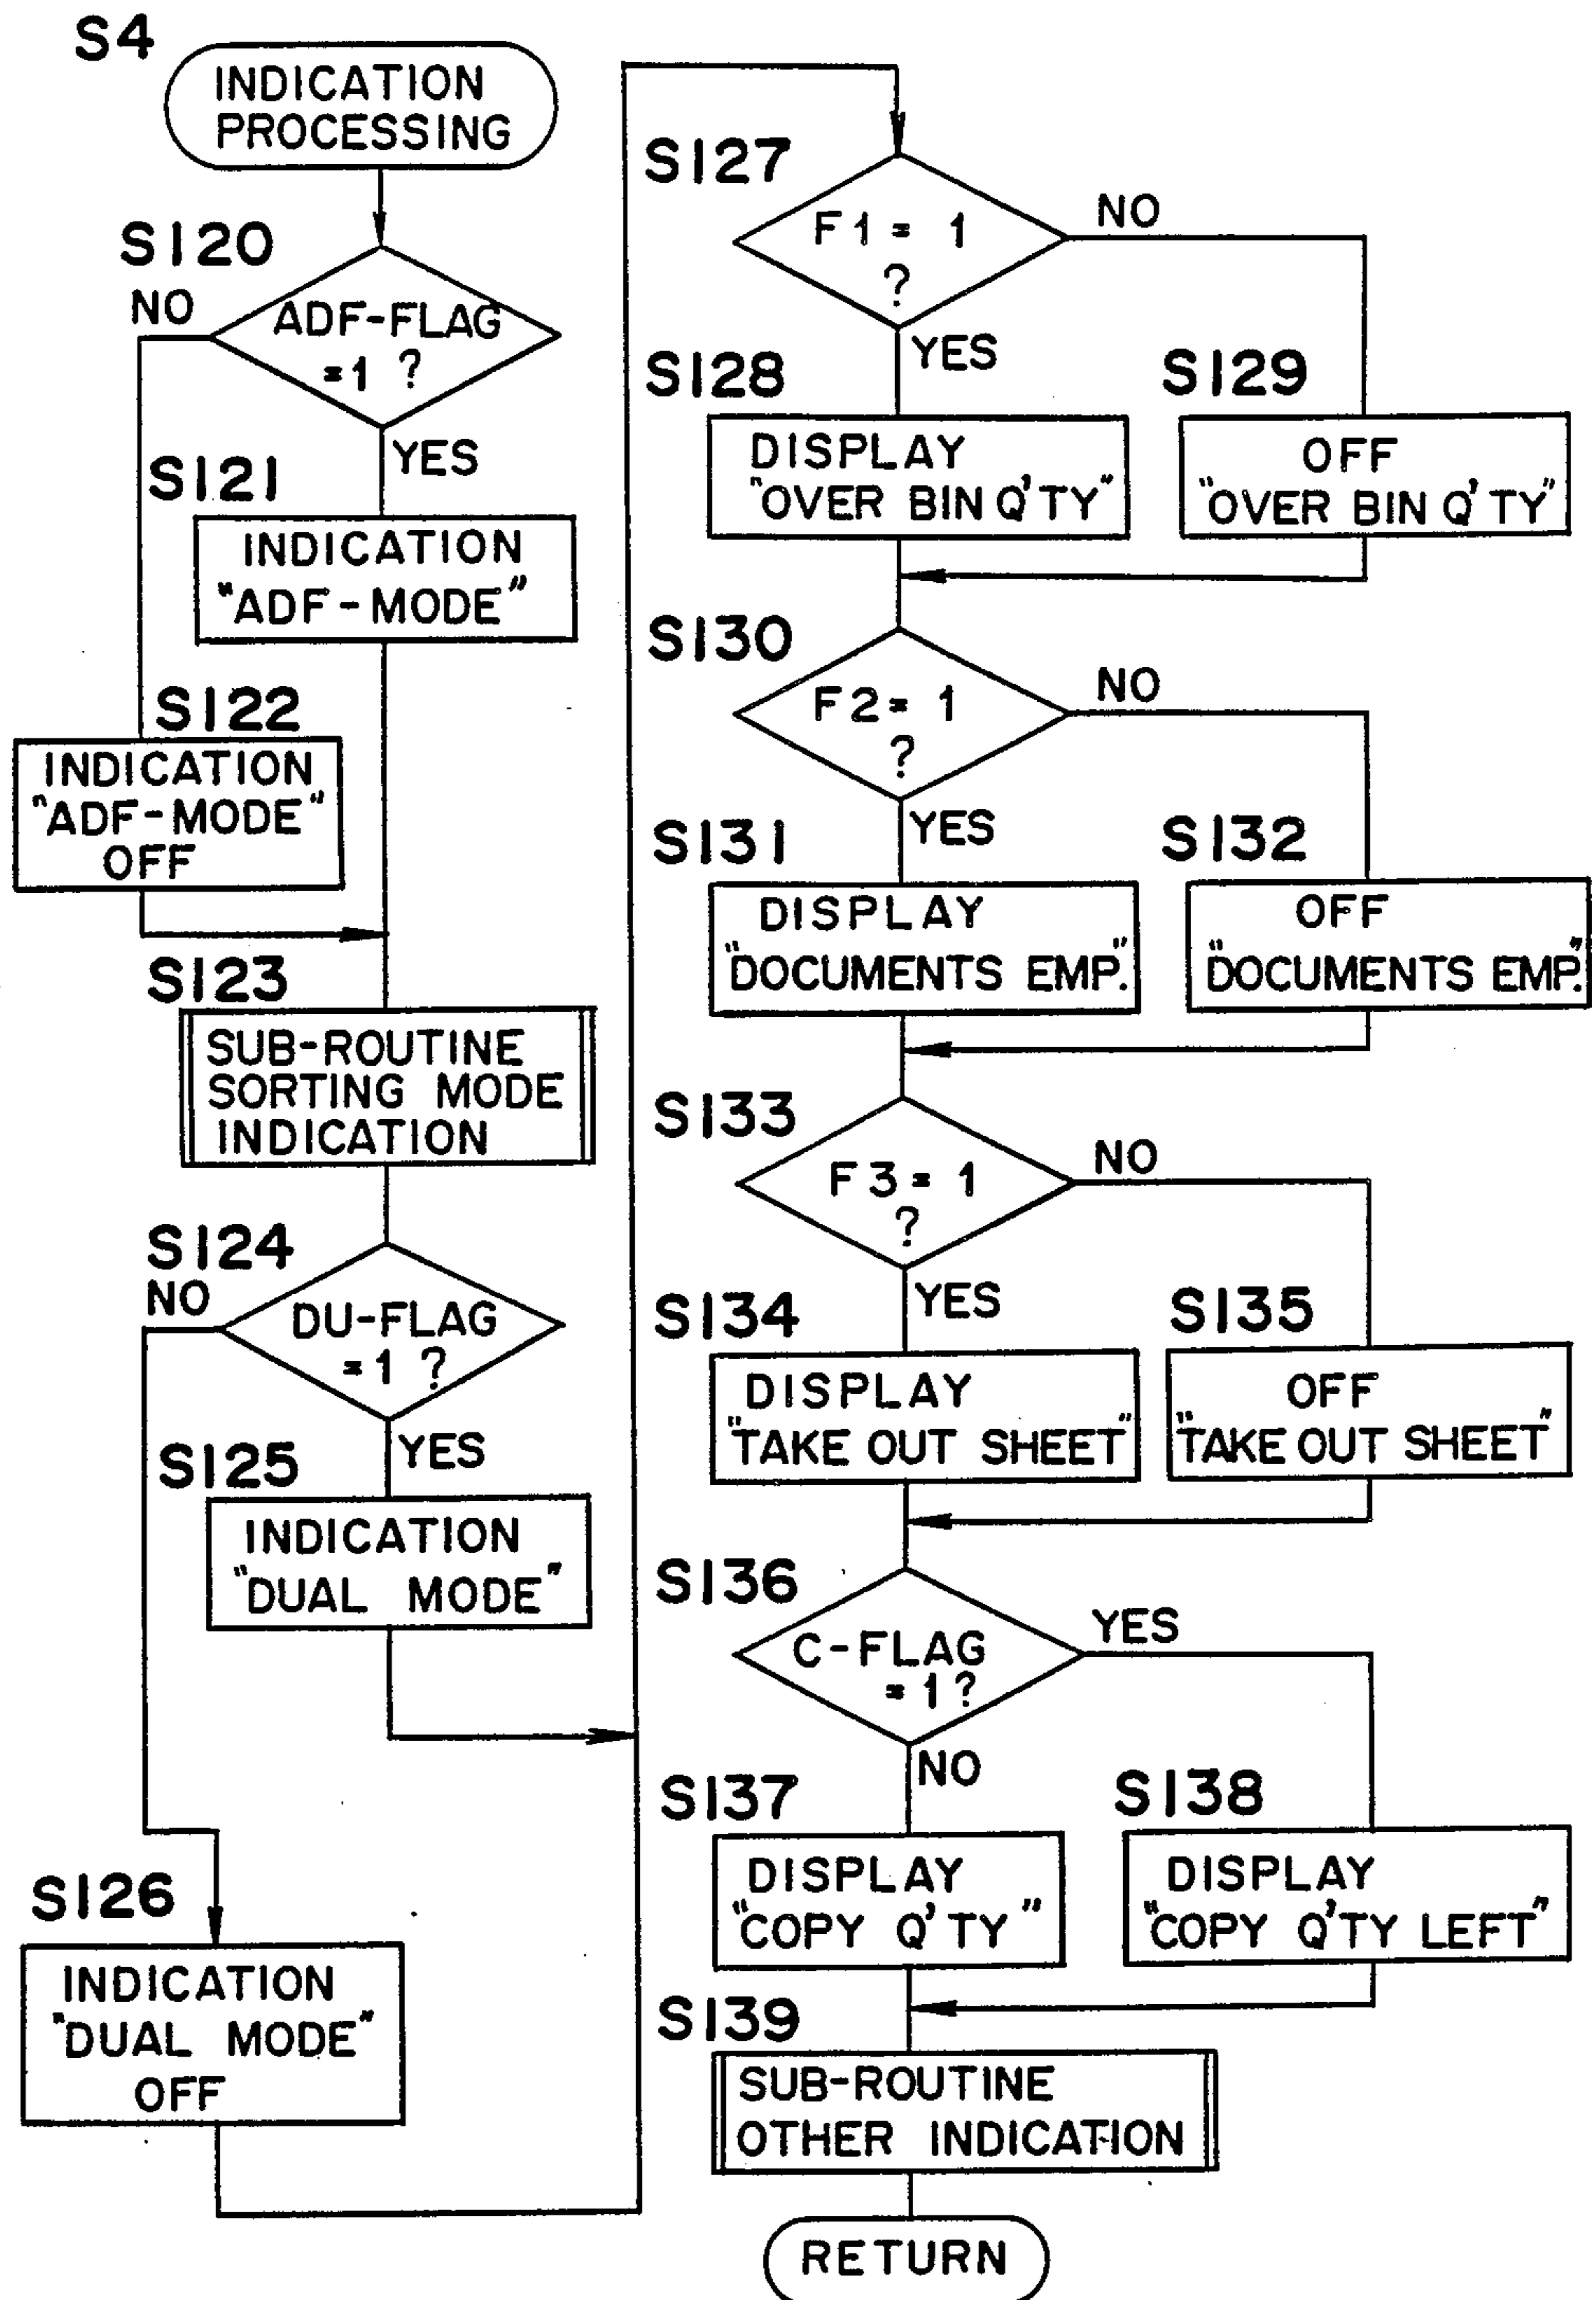 S4
INDICATION
PROCESSING
S120
NO
ADF-FLAG
=1 ?
YES
S121
INDICATION
"ADF-MODE"
S122
INDICATION
"ADF-MODE"
OFF
S123
SUB-ROUTINE
SORTING MODE
INDICATION
S124
NO
DU-FLAG
=1 ?
YES
S125
INDICATION
"DUAL MODE"
S126
INDICATION
"DUAL MODE"
OFF
S127
F1= 1
?
NO
YES
S128
DISPLAY
"OVER BIN Q'TY"
S129
OFF
"OVER BIN Q'TY"
S130
F2= 1
?
NO
YES
S131
DISPLAY
"DOCUMENTS EMP."
S132
OFF
"DOCUMENTS EMP."
S133
F3= 1
?
NO
YES
S134
DISPLAY
"TAKE OUT SHEET"
S135
OFF
"TAKE OUT SHEET"
S136
C-FLAG
=1?
YES
NO
S137
DISPLAY
"COPY Q'TY"
S138
DISPLAY
"COPY Q'TY LEFT"
S139
SUB-ROUTINE
OTHER INDICATION
RETURN